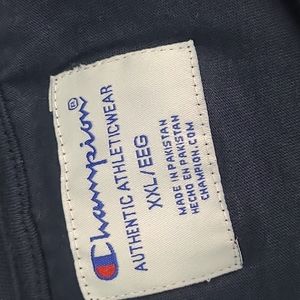 Champion®
AUTHENTIC ATHLETICWEAR
XXL/EEG
MADE IN PAKISTAN
HECHO EN PAKISTAN
CHAMPION.COM